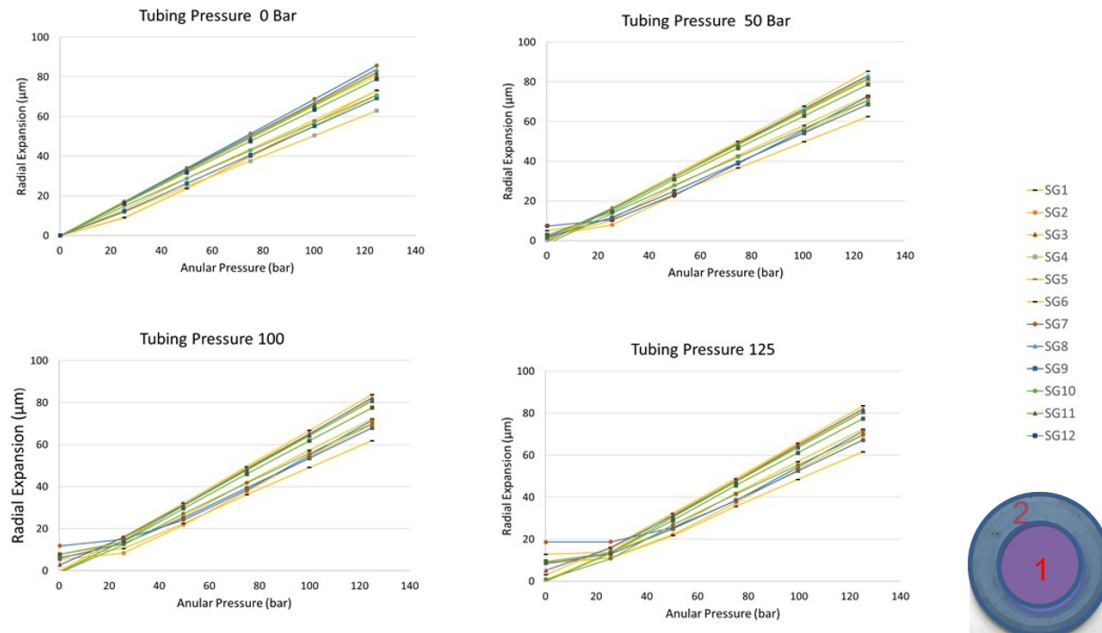 Tubing Pressure 0 Bar
Radial Expansion (µm)
100
80
60
40
20
0
0 20 40 60 80 100 120 140
Anular Pressure (bar)
Tubing Pressure 50 Bar
Radial Expansion (µm)
100
80
60
40
20
0
0 20 40 60 80 100 120 140
Anular Pressure (bar)
Tubing Pressure 100
Radial Expansion (µm)
100
80
60
40
20
0
0 20 40 60 80 100 120 140
Anular Pressure (bar)
Tubing Pressure 125
Radial Expansion (µm)
100
80
60
40
20
0
0 20 40 60 80 100 120 140
Anular Pressure (bar)
SG1
SG2
SG3
SG4
SG5
SG6
SG7
SG8
SG9
SG10
SG11
SG12
2
1